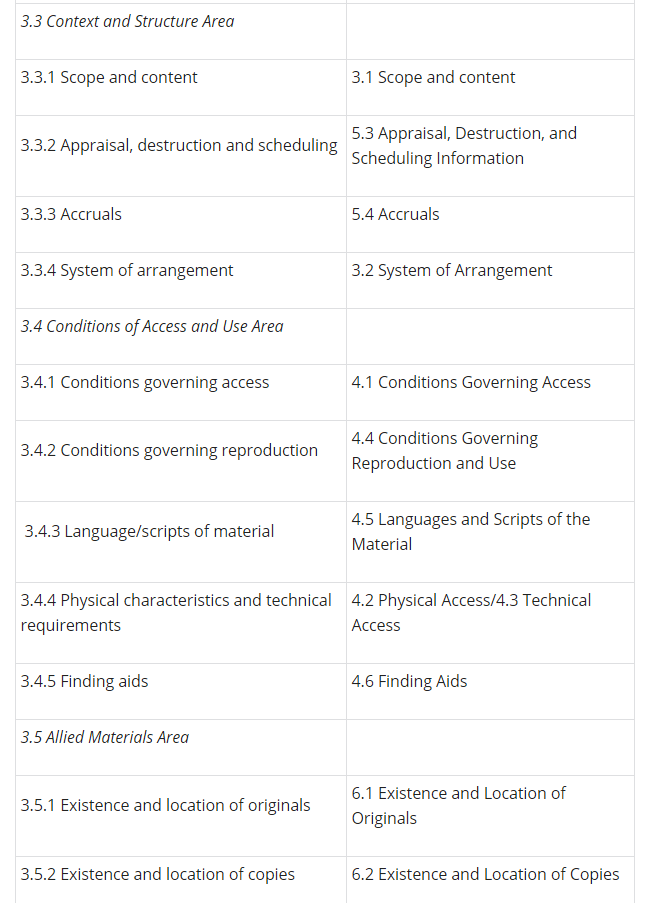 3.3 Context and Structure Area
3.3.1 Scope and content
3.1 Scope and content
3.3.2 Appraisal, destruction and scheduling
5.3 Appraisal, Destruction, and
Scheduling Information
3.3.3 Accruals
5.4 Accruals
3.3.4 System of arrangement
3.2 System of Arrangement
3.4 Conditions of Access and Use Area
3.4.1 Conditions governing access
4.1 Conditions Governing Access
3.4.2 Conditions governing reproduction
4.4 Conditions Governing
Reproduction and Use
3.4.3 Language/scripts of material
4.5 Languages and Scripts of the
Material
3.4.4 Physical characteristics and technical
requirements
4.2 Physical Access/4.3 Technical
Access
3.4.5 Finding aids
4.6 Finding Aids
3.5 Allied Materials Area
3.5.1 Existence and location of originals
6.1 Existence and Location of
Originals
3.5.2 Existence and location of copies
6.2 Existence and Location of Copies